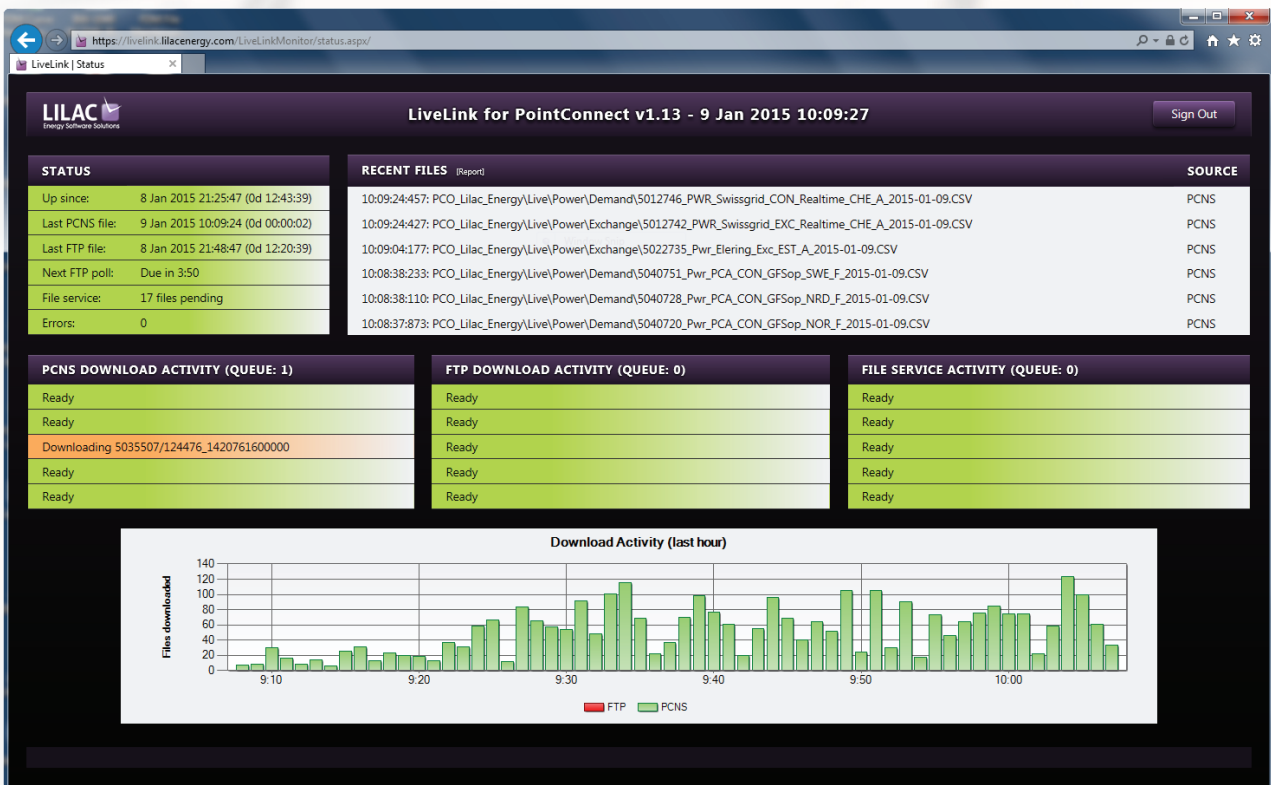 https://livelink.lilacenergy.com/LiveLinkMonitor/status.aspx/
LiveLink | Status
LILAC
Energy Software Solutions
LiveLink for PointConnect v1.13 - 9 Jan 2015 10:09:27
Sign Out
STATUS
Up since: 8 Jan 2015 21:25:47 (0d 12:43:39)
Last PCNS file: 9 Jan 2015 10:09:24 (0d 00:00:02)
Last FTP file: 8 Jan 2015 21:48:47 (0d 12:20:39)
Next FTP poll: Due in 3:50
File service: 17 files pending
Errors: 0
RECENT FILES [Report] SOURCE
10:09:24:457: PCO_Lilac_Energy\Live\Power\Demand\5012746_PWR_Swissgrid_CON_Realtime_CHE_A_2015-01-09.CSV PCNS
10:09:24:427: PCO_Lilac_Energy\Live\Power\Exchange\5012742_PWR_Swissgrid_EXC_Realtime_CHE_A_2015-01-09.CSV PCNS
10:09:04:177: PCO_Lilac_Energy\Live\Power\Exchange\5022735_Pwr_Elering_Exc_EST_A_2015-01-09.CSV PCNS
10:08:38:233: PCO_Lilac_Energy\Live\Power\Demand\5040751_Pwr_PCA_CON_GFSop_SWE_F_2015-01-09.CSV PCNS
10:08:38:110: PCO_Lilac_Energy\Live\Power\Demand\5040728_Pwr_PCA_CON_GFSop_NRD_F_2015-01-09.CSV PCNS
10:08:37:873: PCO_Lilac_Energy\Live\Power\Demand\5040720_Pwr_PCA_CON_GFSop_NOR_F_2015-01-09.CSV PCNS
PCNS DOWNLOAD ACTIVITY (QUEUE: 1)
Ready
Ready
Downloading 5035507/124476_1420761600000
Ready
Ready
FTP DOWNLOAD ACTIVITY (QUEUE: 0)
Ready
Ready
Ready
Ready
Ready
FILE SERVICE ACTIVITY (QUEUE: 0)
Ready
Ready
Ready
Ready
Ready
Download Activity (last hour)
Files downloaded
140
120
100
80
60
40
20
0
9:10 9:20 9:30 9:40 9:50 10:00
FTP PCNS